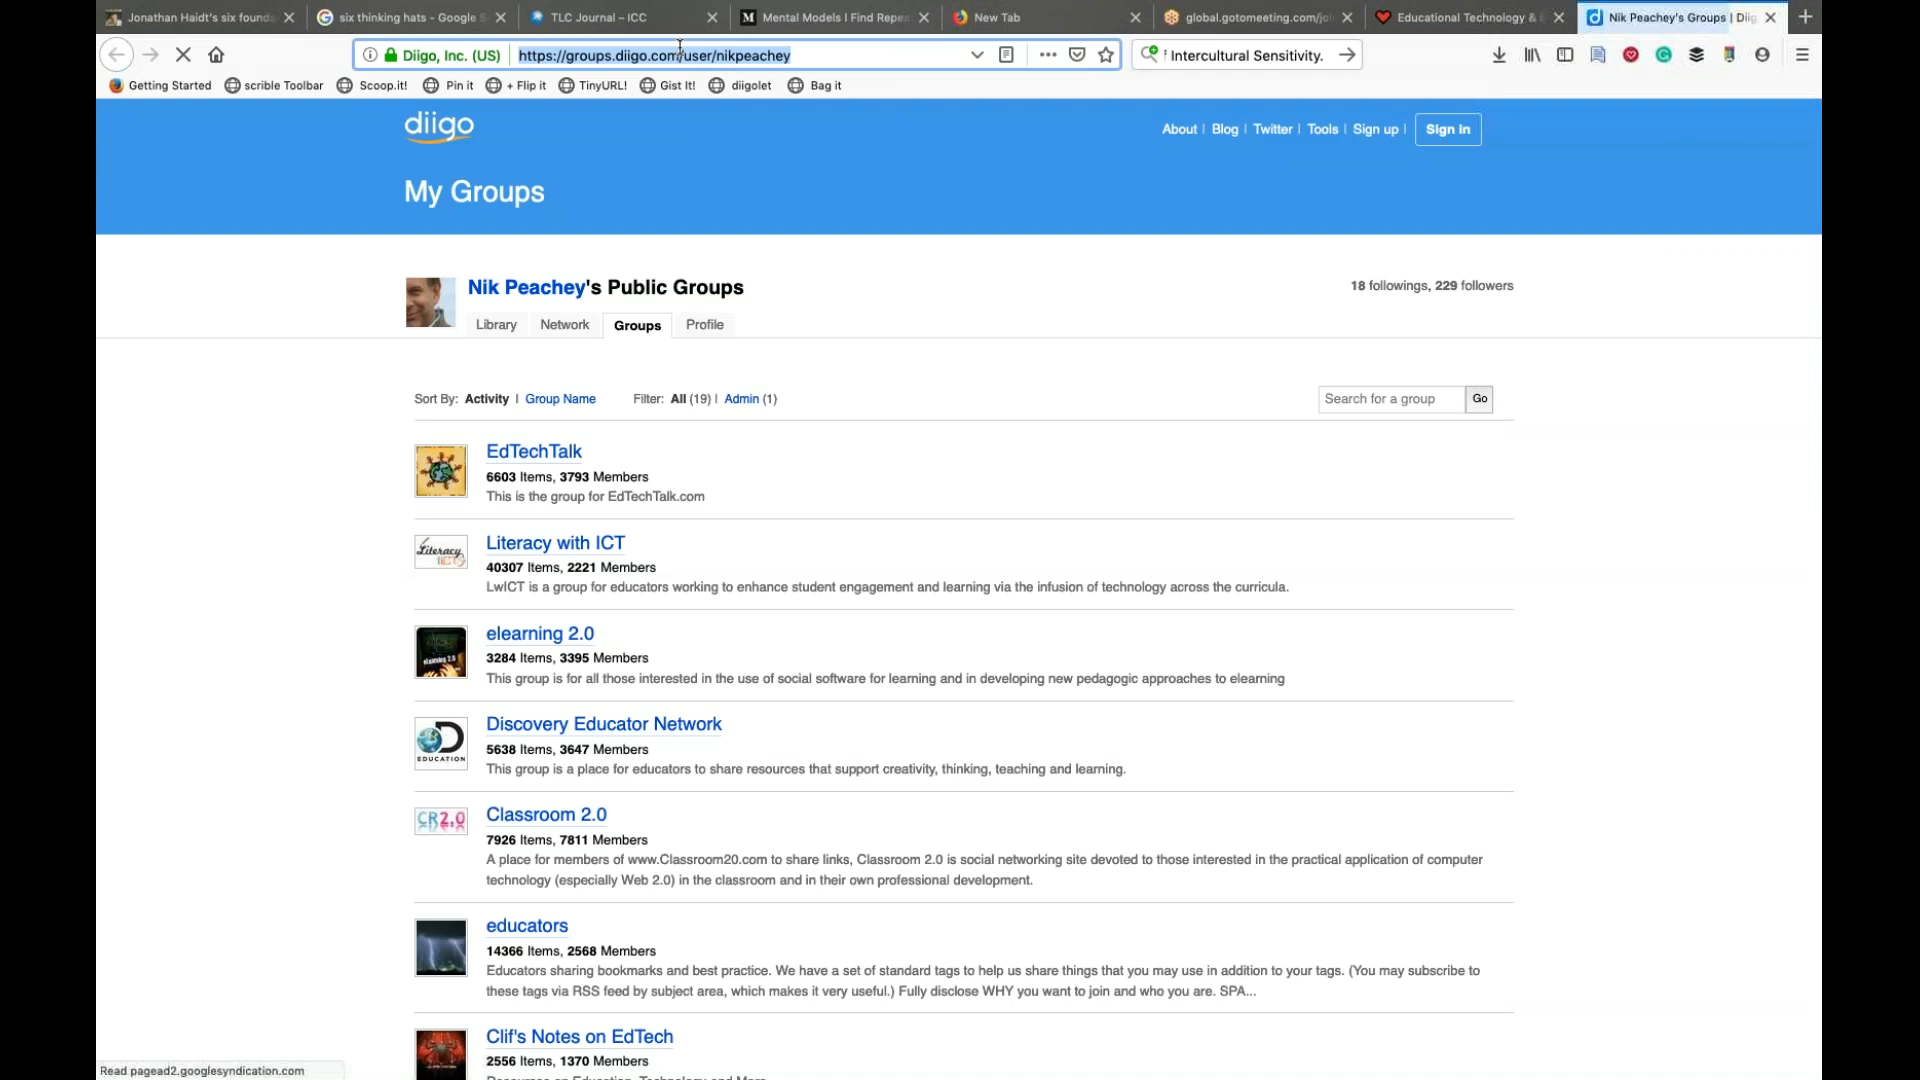 Jonathan Haidt's six founda
six thinking hats - Google S
TLC Journal – ICC
Mental Models I Find Repea
New Tab
global.gotomeeting.com/joi
Educational Technology &
Nik Peachey's Groups | Diig
Diigo, Inc. (US)
https://groups.diigo.com/user/nikpeachey
Intercultural Sensitivity.
Getting Started
scrible Toolbar
Scoop.it!
Pin it
+ Flip it
TinyURL!
Gist It!
diigolet
Bag it
diigo
About | Blog | Twitter | Tools | Sign up | Sign In
My Groups
Nik Peachey's Public Groups
18 followings, 229 followers
Library Network Groups Profile
Sort By: Activity | Group Name Filter: All (19) | Admin (1)
Search for a group Go
EdTechTalk
6603 Items, 3793 Members
This is the group for EdTechTalk.com
Literacy
Literacy with ICT
40307 Items, 2221 Members
LwICT is a group for educators working to enhance student engagement and learning via the infusion of technology across the curricula.
elearning 2.0
3284 Items, 3395 Members
This group is for all those interested in the use of social software for learning and in developing new pedagogic approaches to elearning
EDUCATION
Discovery Educator Network
5638 Items, 3647 Members
This group is a place for educators to share resources that support creativity, thinking, teaching and learning.
CR2.0
Classroom 2.0
7926 Items, 7811 Members
A place for members of www.Classroom20.com to share links, Classroom 2.0 is social networking site devoted to those interested in the practical application of computer
technology (especially Web 2.0) in the classroom and in their own professional development.
educators
14366 Items, 2568 Members
Educators sharing bookmarks and best practice. We have a set of standard tags to help us share things that you may use in addition to your tags. (You may subscribe to
these tags via RSS feed by subject area, which makes it very useful.) Fully disclose WHY you want to join and who you are. SPA...
Clif's Notes on EdTech
2556 Items, 1370 Members
Read pagead2.googlesyndication.com